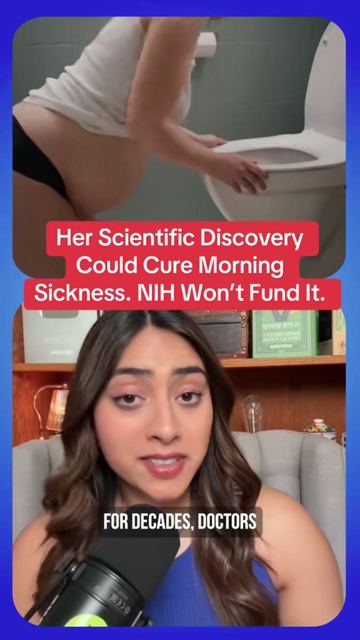 Her Scientific Discovery
Could Cure Morning
Sickness. NIH Won't Fund It.
FOR DECADES, DOCTORS